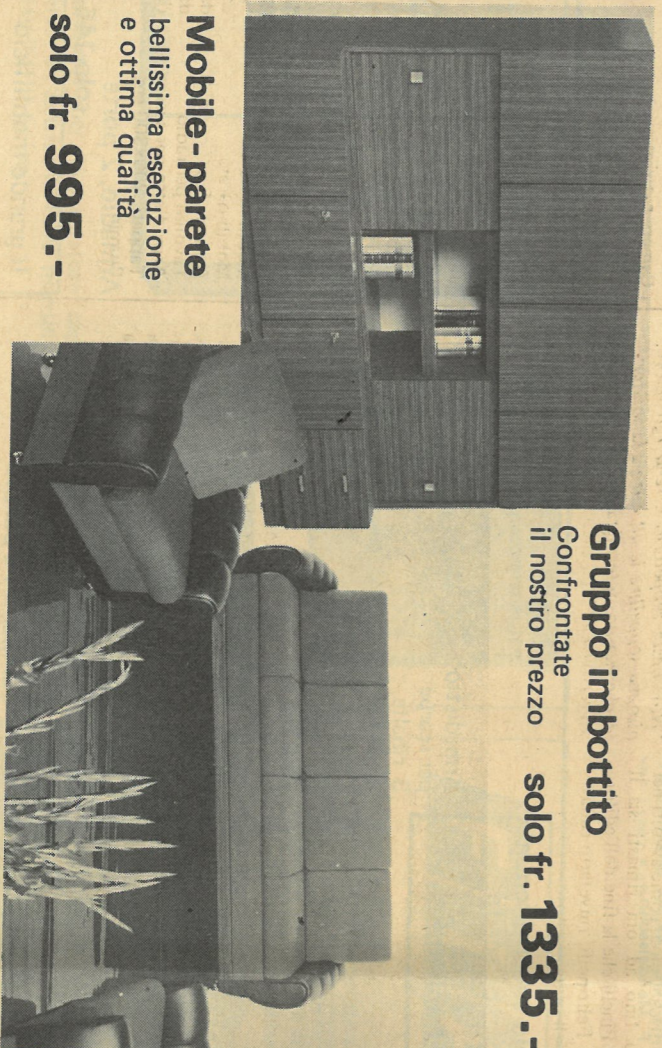 Mobile-parete
bellissima esecuzione
e ottima qualità
solo fr. 995.-
Gruppo imbottito
Confrontate
il nostro prezzo solo fr. 1335.-